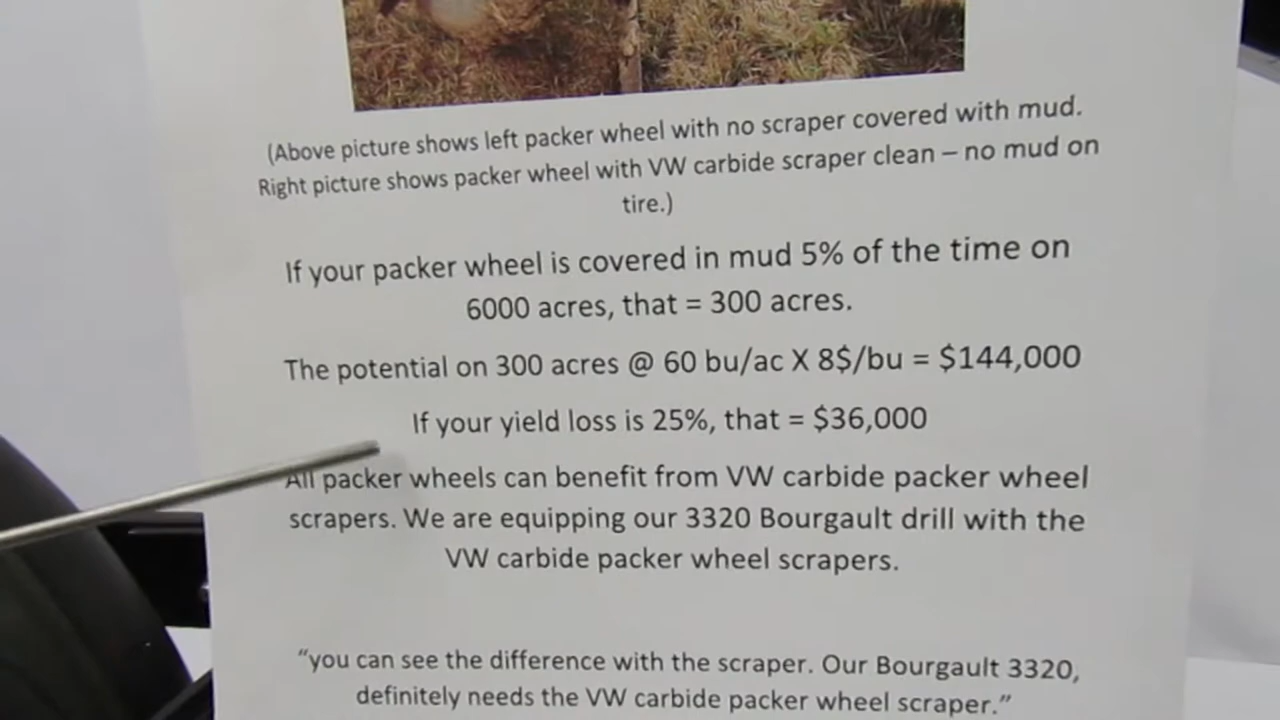 (Above picture shows left packer wheel with no scraper covered with mud.
Right picture shows packer wheel with VW carbide scraper clean – no mud on
tire.)
If your packer wheel is covered in mud 5% of the time on
6000 acres, that = 300 acres.
The potential on 300 acres @ 60 bu/ac X 8$/bu = $144,000
If your yield loss is 25%, that = $36,000
All packer wheels can benefit from VW carbide packer wheel
scrapers. We are equipping our 3320 Bourgault drill with the
VW carbide packer wheel scrapers.
“you can see the difference with the scraper. Our Bourgault 3320,
definitely needs the VW carbide packer wheel scraper.”